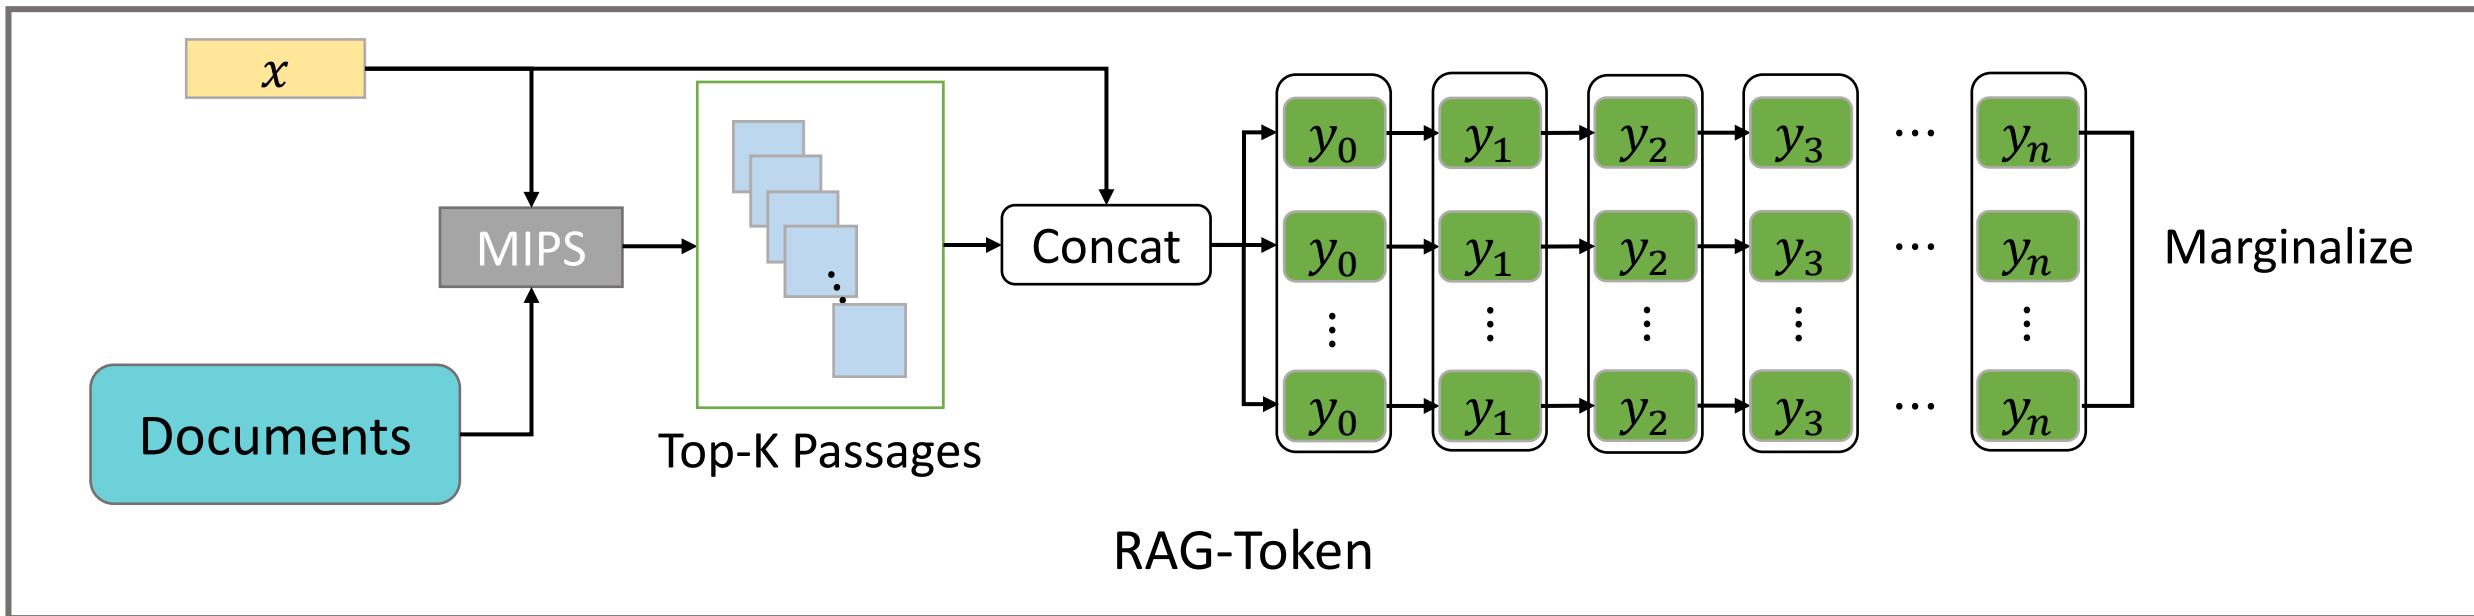 x
MIPS
Documents
Top-K Passages
Concat
y₀ y₁ y₂ y₃ ⋯ yₙ
y₀ y₁ y₂ y₃ ⋯ yₙ
⋮ ⋮ ⋮ ⋮ ⋮
y₀ y₁ y₂ y₃ ⋯ yₙ
Marginalize
RAG-Token